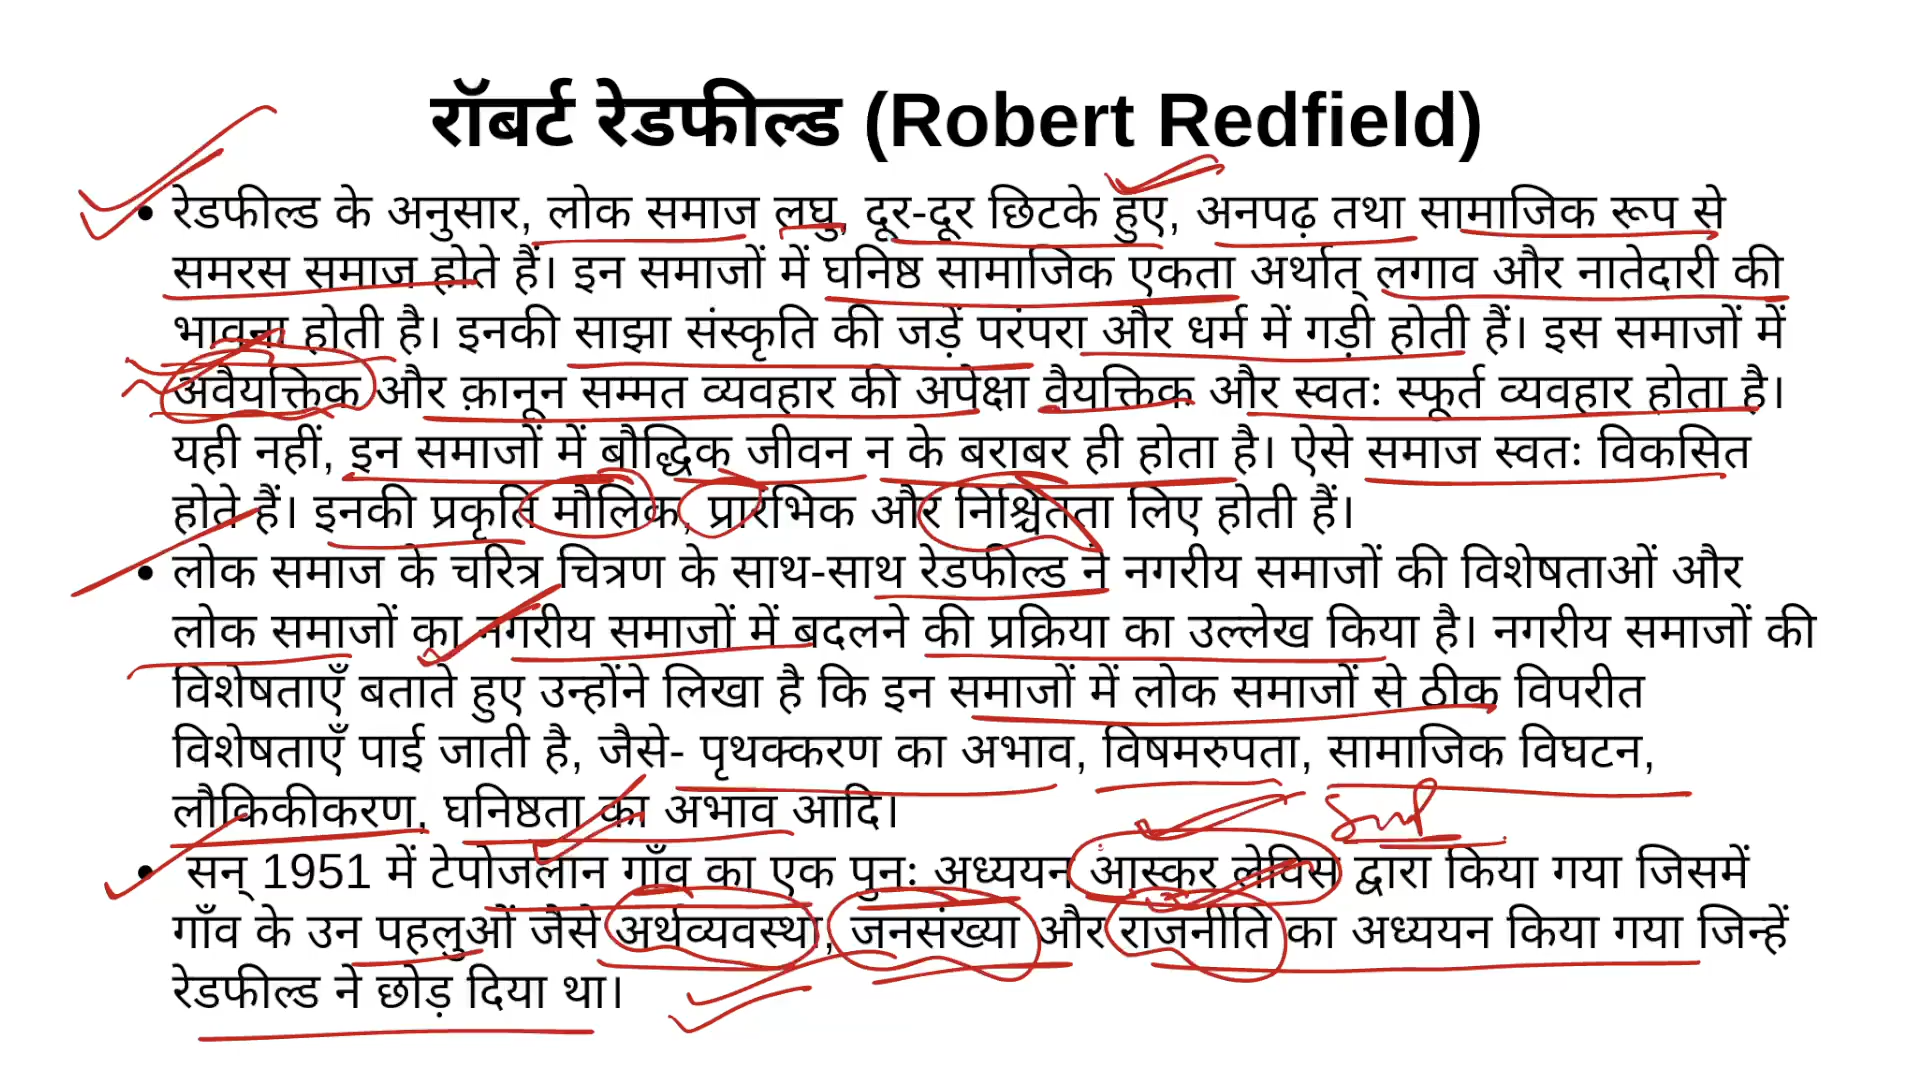 रॉबर्ट रेडफील्ड (Robert Redfield)
• रेडफील्ड के अनुसार, लोक समाज लघु, दूर-दूर छिटके हुए, अनपढ़ तथा सामाजिक रूप से
समरस समाज होते हैं। इन समाजों में घनिष्ठ सामाजिक एकता अर्थात् लगाव और नातेदारी की
भावना होती है। इनकी साझा संस्कृति की जड़ें परंपरा और धर्म में गड़ी होती हैं। इस समाजों में
अवैयक्तिक और क़ानून सम्मत व्यवहार की अपेक्षा वैयक्तिक और स्वतः स्फूर्त व्यवहार होता है।
यही नहीं, इन समाजों में बौद्धिक जीवन न के बराबर ही होता है। ऐसे समाज स्वतः विकसित
होते हैं। इनकी प्रकृति मौलिक, प्रारंभिक और निश्चितता लिए होती हैं।
• लोक समाज के चरित्र चित्रण के साथ-साथ रेडफील्ड ने नगरीय समाजों की विशेषताओं और
लोक समाजों का नगरीय समाजों में बदलने की प्रक्रिया का उल्लेख किया है। नगरीय समाजों की
विशेषताएँ बताते हुए उन्होंने लिखा है कि इन समाजों में लोक समाजों से ठीक विपरीत
विशेषताएँ पाई जाती है, जैसे- पृथक्करण का अभाव, विषमरुपता, सामाजिक विघटन,
लौकिकीकरण, घनिष्ठता का अभाव आदि।
• सन् 1951 में टेपोजलान गाँव का एक पुनः अध्ययन आस्कर लेविस द्वारा किया गया जिसमें
गाँव के उन पहलुओं जैसे अर्थव्यवस्था, जनसंख्या और राजनीति का अध्ययन किया गया जिन्हें
रेडफील्ड ने छोड़ दिया था।